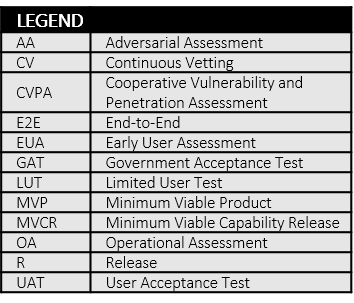 LEGEND
AA Adversarial Assessment
CV Continuous Vetting
CVPA Cooperative Vulnerability and
Penetration Assessment
E2E End-to-End
EUA Early User Assessment
GAT Government Acceptance Test
LUT Limited User Test
MVP Minimum Viable Product
MVCR Minimum Viable Capability Release
OA Operational Assessment
R Release
UAT User Acceptance Test